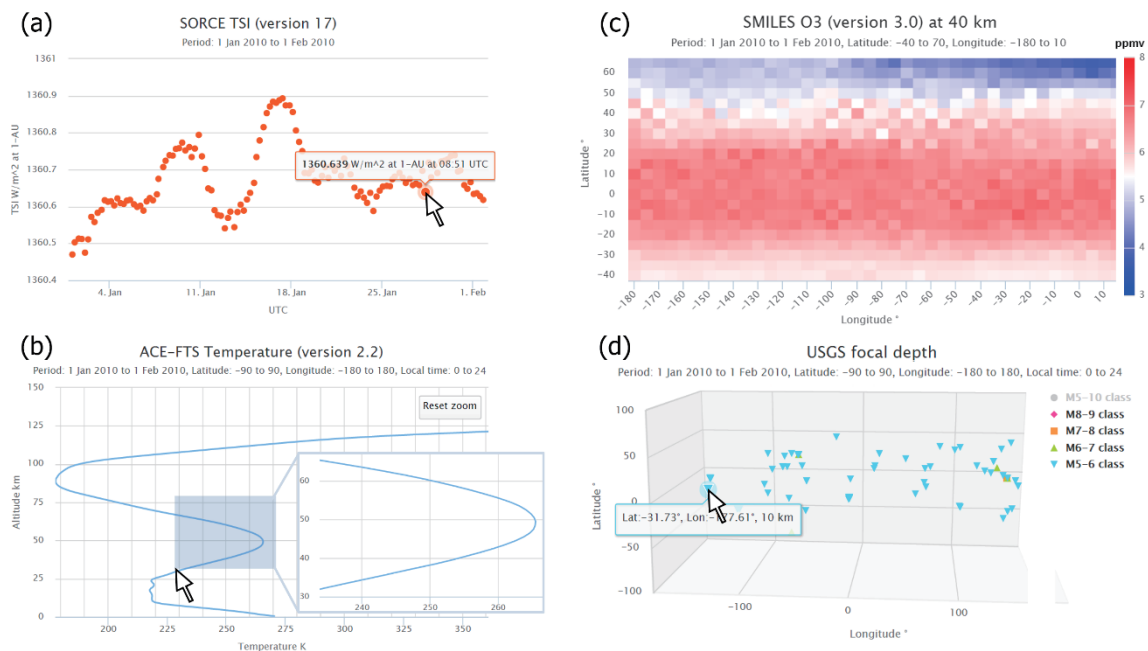 (a)
SORCE TSI (version 17)
Period: 1 Jan 2010 to 1 Feb 2010
TSI W/m^2 at 1-AU
1361
1360.9
1360.8
1360.7
1360.6
1360.5
1360.4
1360.639 W/m^2 at 1-AU at 08:51 UTC
4. Jan
11. Jan
18. Jan
25. Jan
1. Feb
UTC
(c)
SMILES O3 (version 3.0) at 40 km
Period: 1 Jan 2010 to 1 Feb 2010, Latitude: -40 to 70, Longitude: -180 to 10
ppmv
Latitude °
60
50
40
30
20
10
0
-10
-20
-30
-40
-180
-170
-160
-150
-140
-130
-120
-110
-100
-90
-80
-70
-60
-50
-40
-30
-20
-10
0
10
Longitude °
8
7
6
5
4
3
(b)
ACE-FTS Temperature (version 2.2)
Period: 1 Jan 2010 to 1 Feb 2010, Latitude: -90 to 90, Longitude: -180 to 180, Local time: 0 to 24
Altitude km
150
125
100
75
50
25
0
Reset zoom
60
50
40
30
240
250
260
200
225
250
275
300
325
350
Temperature K
(d)
USGS focal depth
Period: 1 Jan 2010 to 1 Feb 2010, Latitude: -90 to 90, Longitude: -180 to 180, Local time: 0 to 24
Latitude °
100
50
0
-50
-100
Lat:-31.73°, Lon:-177.61°, 10 km
-100
0
100
Longitude °
M5-10 class
M8-9 class
M7-8 class
M6-7 class
M5-6 class